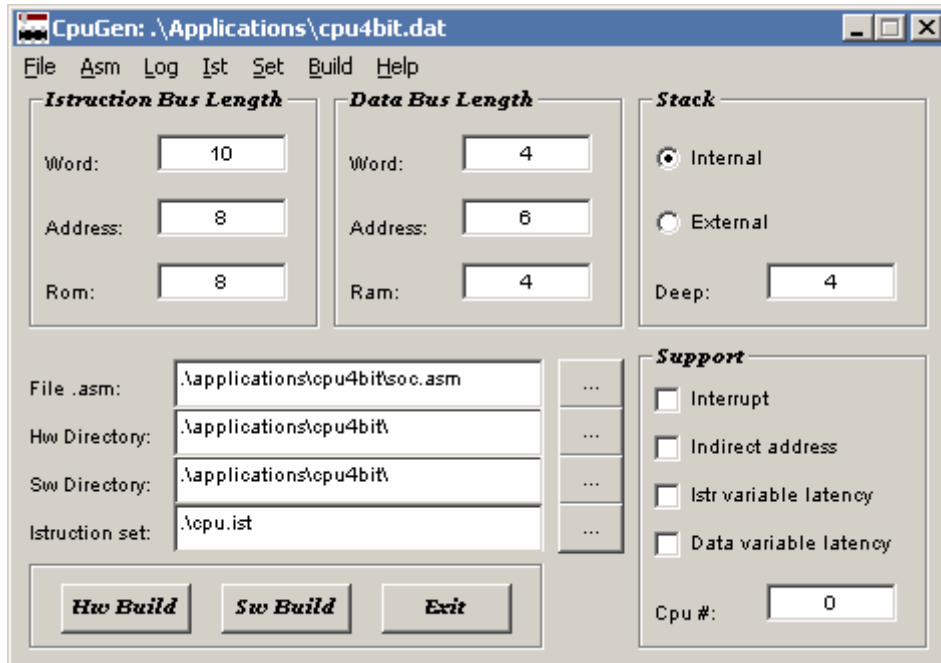 CpuGen: .\Applications\cpu4bit.dat
File Asm Log Ist Set Build Help
Istruction Bus Length
Word: 10
Address: 8
Rom: 8
Data Bus Length
Word: 4
Address: 6
Ram: 4
Stack
Internal
External
Deep: 4
File .asm: .\applications\cpu4bit\soc.asm ...
Hw Directory: .\applications\cpu4bit\ ...
Sw Directory: .\applications\cpu4bit\ ...
Istruction set: .\cpu.ist ...
Support
Interrupt
Indirect address
Istr variable latency
Data variable latency
Cpu #: 0
Hw Build Sw Build Exit